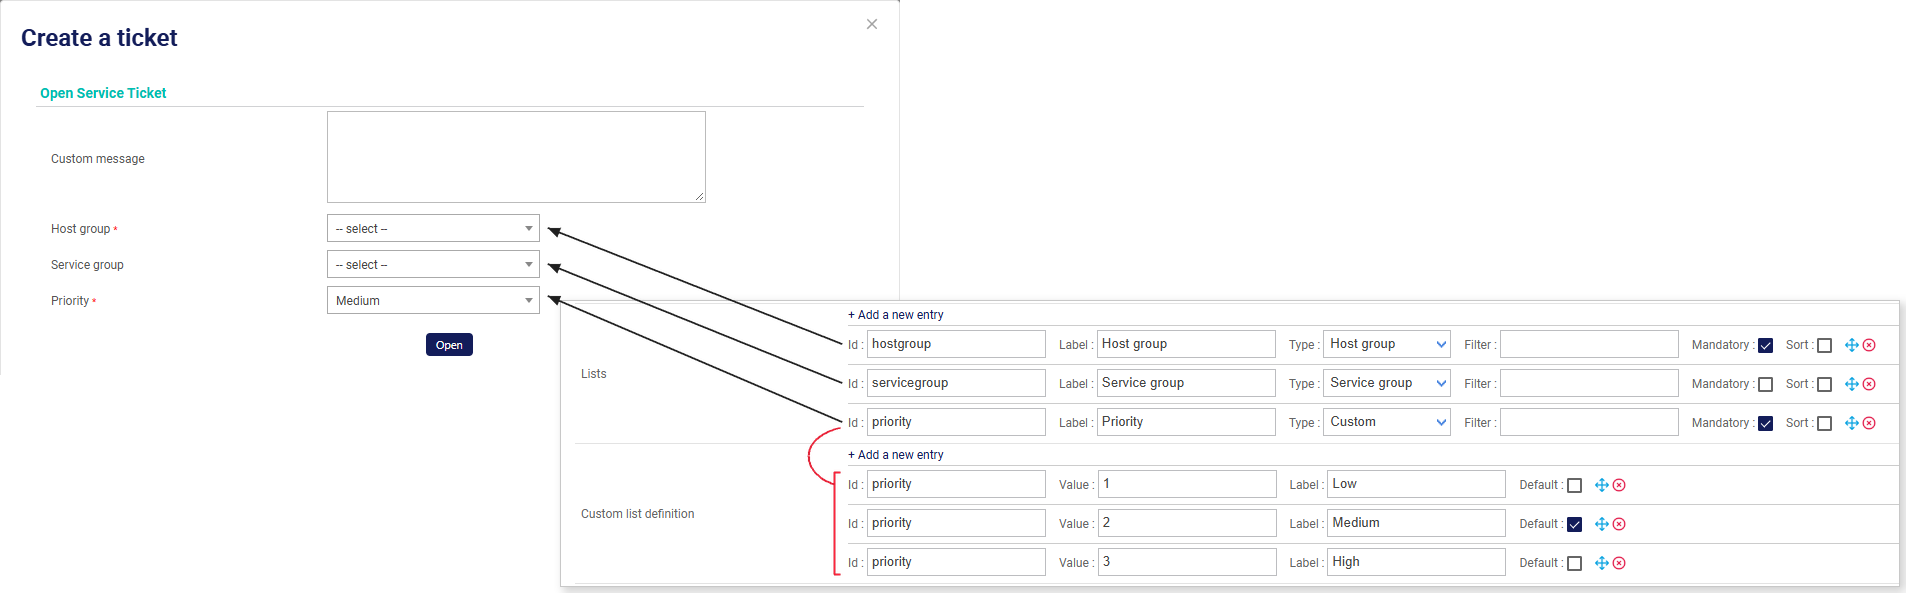 Create a ticket
Open Service Ticket
Custom message
Host group * -- select --
Service group -- select --
Priority * Medium
Open
Lists
+ Add a new entry
Id : hostgroup Label : Host group Type : Host group Filter : Mandatory : Sort :
Id : servicegroup Label : Service group Type : Service group Filter : Mandatory : Sort :
Id : priority Label : Priority Type : Custom Filter : Mandatory : Sort :
Custom list definition
+ Add a new entry
Id : priority Value : 1 Label : Low Default :
Id : priority Value : 2 Label : Medium Default :
Id : priority Value : 3 Label : High Default :